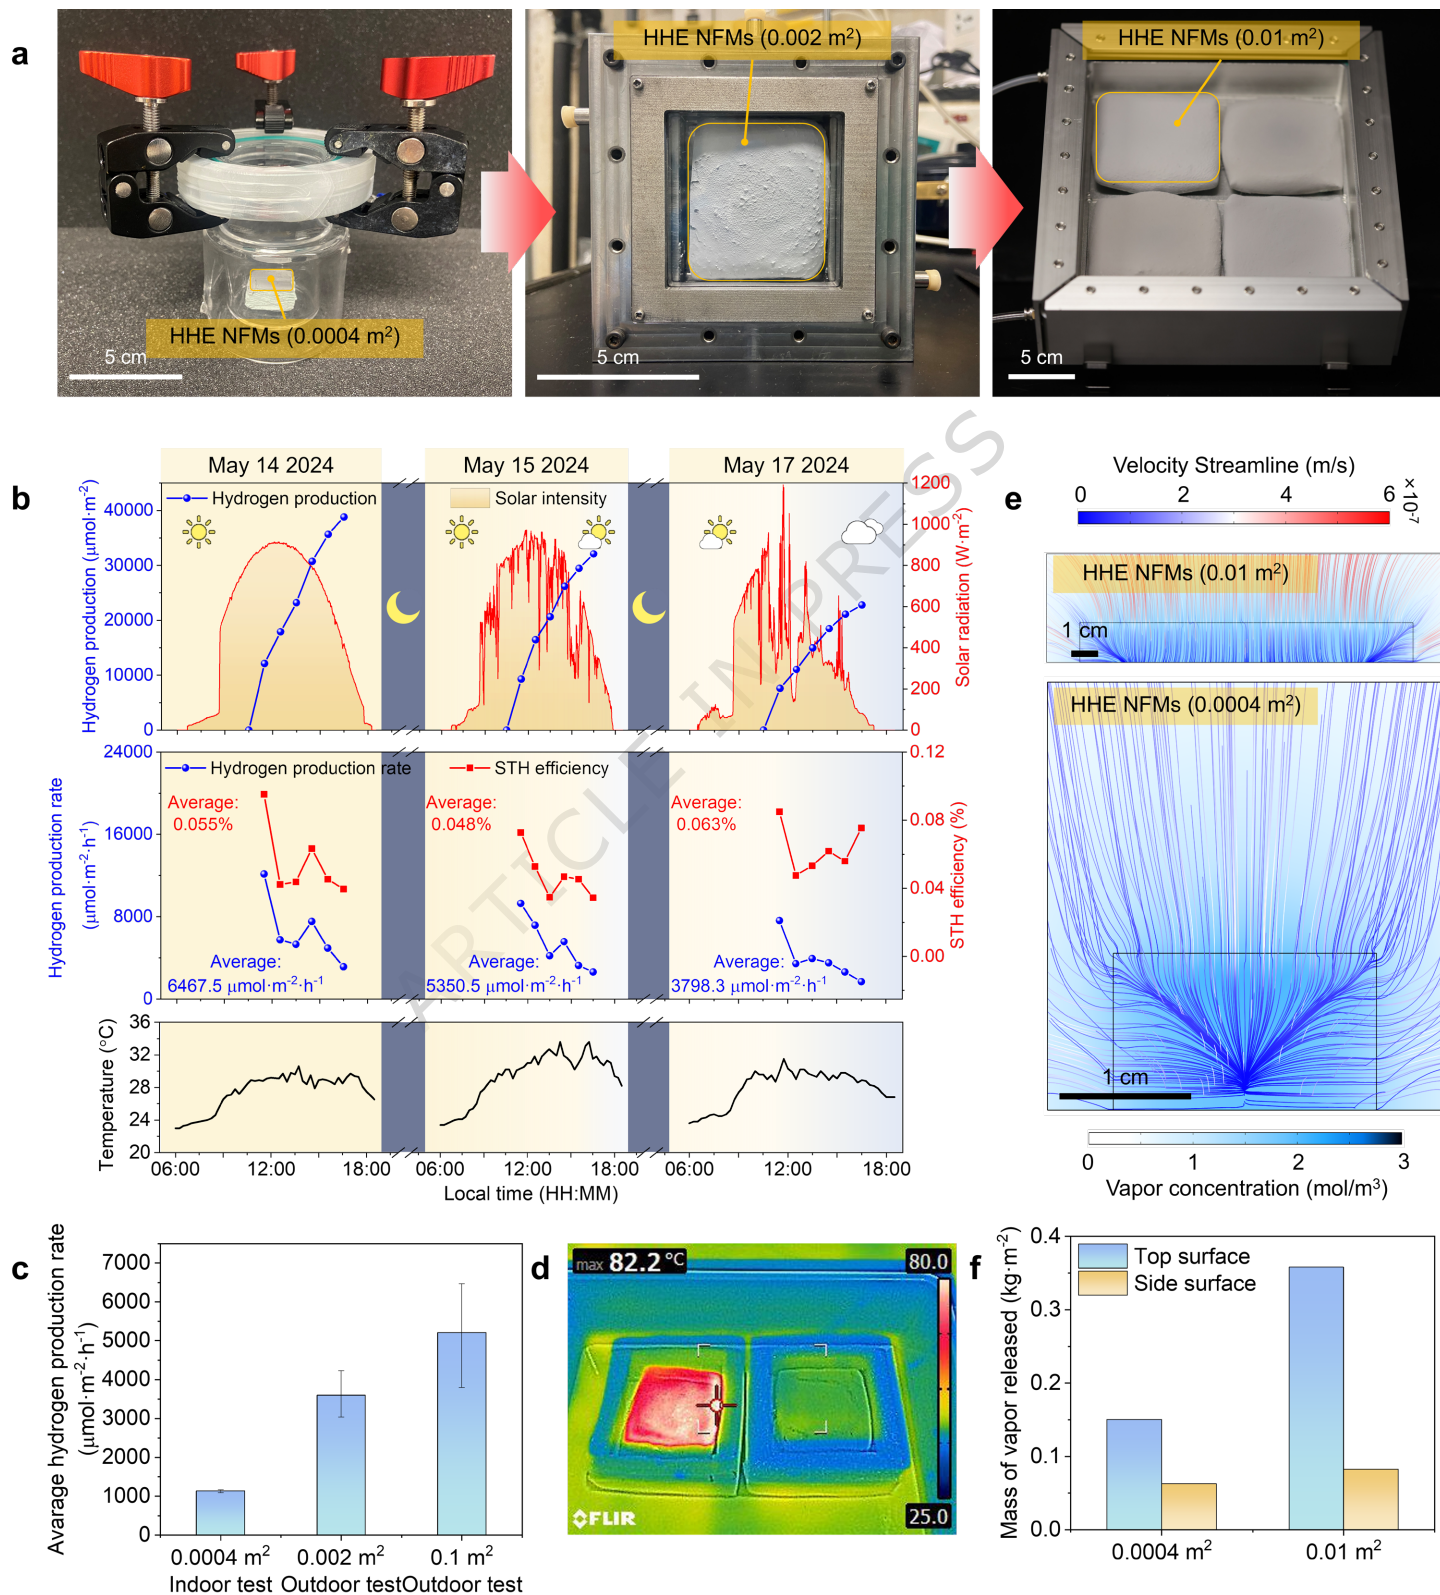 a
HHE NFMs (0.002 m²)
HHE NFMs (0.01 m²)
HHE NFMs (0.0004 m²)
5 cm
5 cm
5 cm
b
May 14 2024
May 15 2024
May 17 2024
Hydrogen production (μmol·m⁻²)
40000
30000
20000
10000
0
Hydrogen production
Solar intensity
1200
1000
800
600
400
200
0
Solar radiation (W·m⁻²)
Hydrogen production rate
(μmol·m⁻²·h⁻¹)
24000
16000
8000
0
Hydrogen production rate
STH efficiency
Average:
0.055%
Average:
0.048%
Average:
0.063%
Average:
6467.5 μmol·m⁻²·h⁻¹
Average:
5350.5 μmol·m⁻²·h⁻¹
Average:
3798.3 μmol·m⁻²·h⁻¹
0.12
0.08
0.04
0.00
STH efficiency (%)
Temperature (°C)
36
32
28
24
20
06:00
12:00
18:00
06:00
12:00
18:00
06:00
12:00
18:00
Local time (HH:MM)
ARTICLE IN PRESS
e
Velocity Streamline (m/s)
0
2
4
6
×10⁻⁷
HHE NFMs (0.01 m²)
1 cm
HHE NFMs (0.0004 m²)
1 cm
0
1
2
3
Vapor concentration (mol/m³)
c
Avarage hydrogen production rate
(μmol·m⁻²·h⁻¹)
7000
6000
5000
4000
3000
2000
1000
0
0.0004 m²
Indoor test
0.002 m²
Outdoor test
0.1 m²
Outdoor test
d
max 82.2 °C
80.0
25.0
FLIR
f
Mass of vapor released (kg·m⁻²)
0.4
0.3
0.2
0.1
0.0
Top surface
Side surface
0.0004 m²
0.01 m²